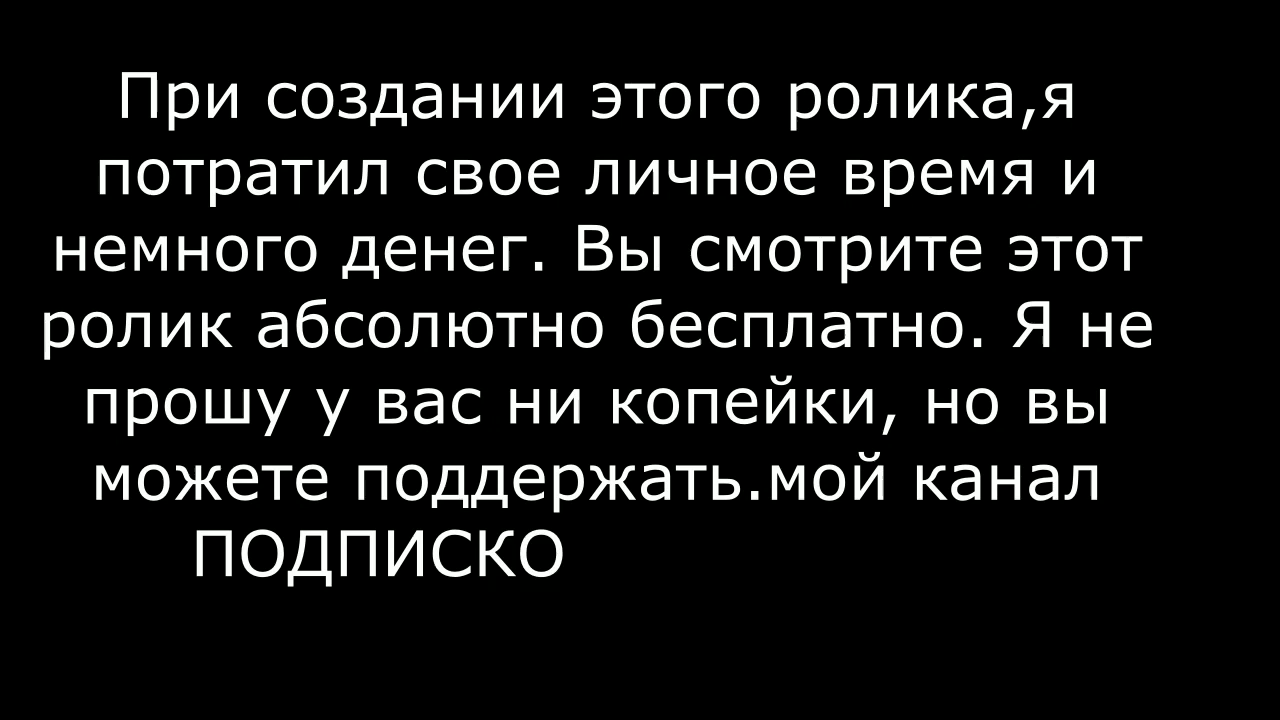 При создании этого ролика,я
потратил свое личное время и
немного денег. Вы смотрите этот
ролик абсолютно бесплатно. Я не
прошу у вас ни копейки, но вы
можете поддержать.мой канал
ПОДПИСКО